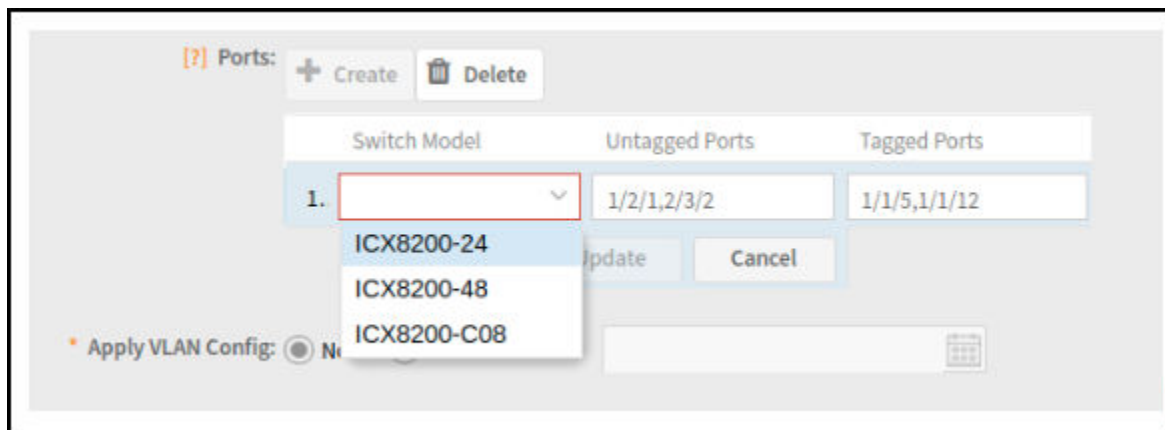 [?] Ports:
Create Delete
Switch Model Untagged Ports Tagged Ports
1. 1/2/1,2/3/2 1/1/5,1/1/12
ICX8200-24
Cancel
ICX8200-48
ICX8200-C08
* Apply VLAN Config: